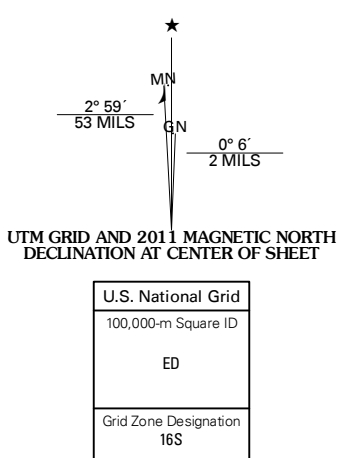 ★
MN
2° 59´
53 MILS
GN
0° 6´
2 MILS
UTM GRID AND 2011 MAGNETIC NORTH
DECLINATION AT CENTER OF SHEET
U.S. National Grid
100,000-m Square ID
ED
Grid Zone Designation
16S